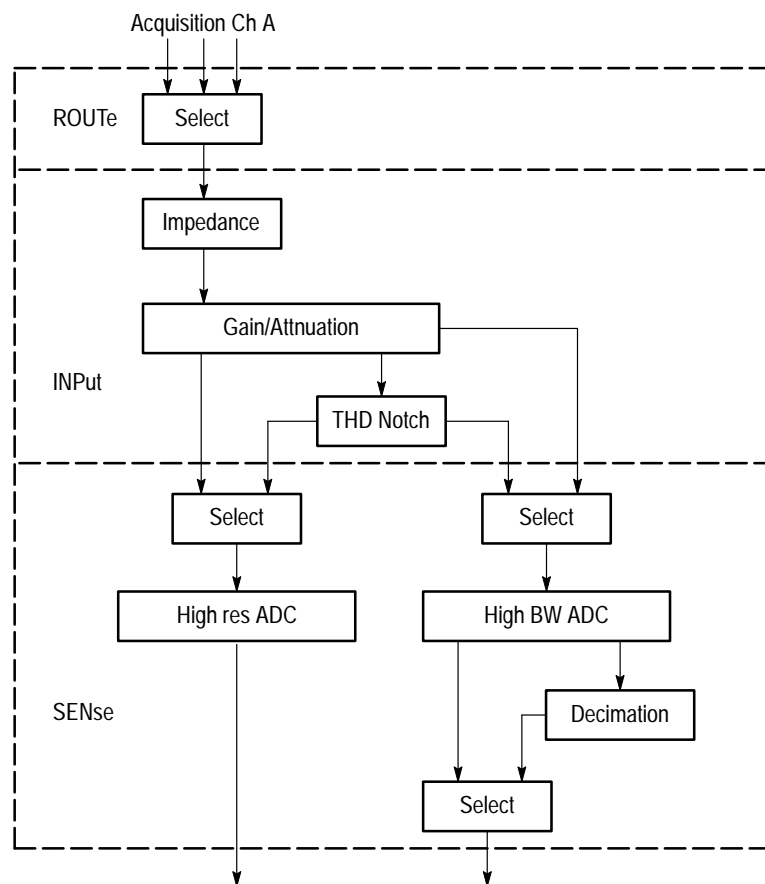 Acquisition Ch A
ROUTe
Select
Impedance
Gain/Attnuation
INPut
THD Notch
Select
Select
High res ADC
High BW ADC
SENse
Decimation
Select